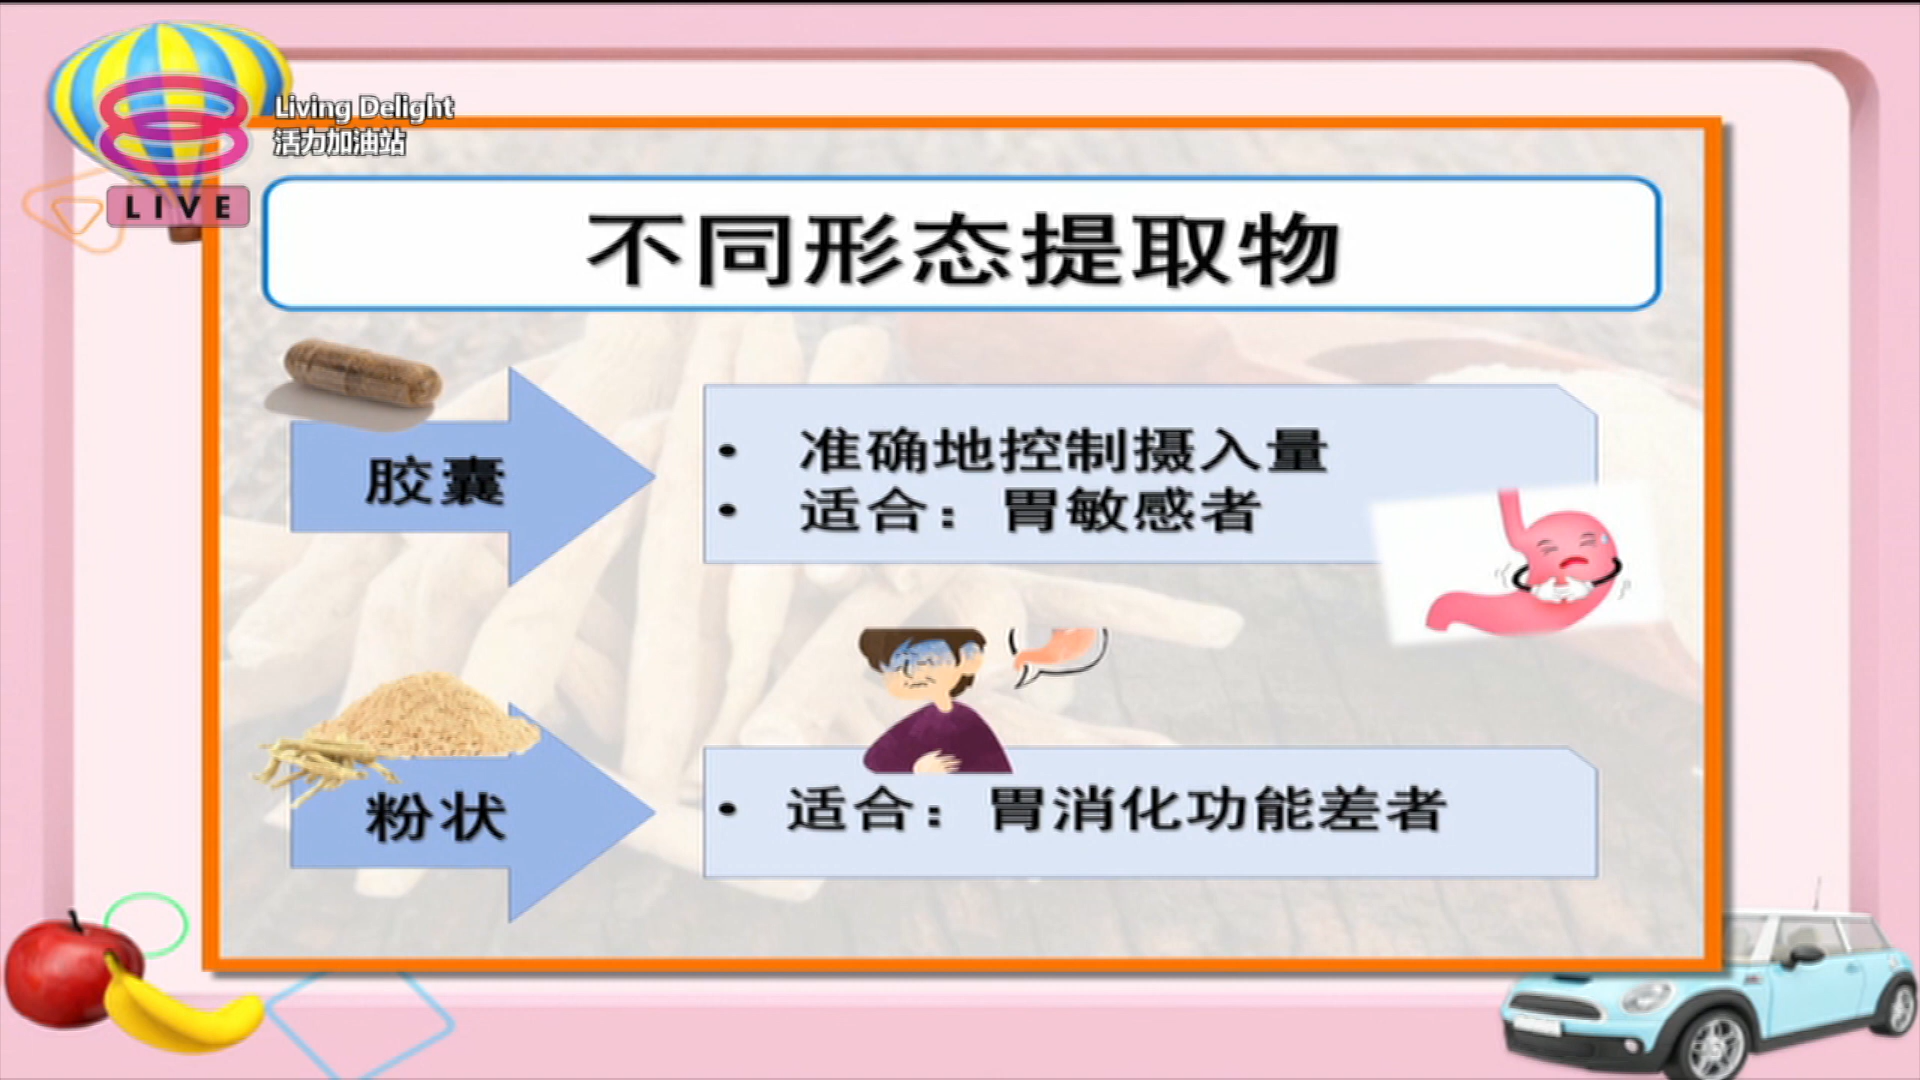 Living Delight
活力加油站
LIVE
不同形态提取物
胶囊
• 准确地控制摄入量
• 适合：胃敏感者
粉状
• 适合：胃消化功能差者